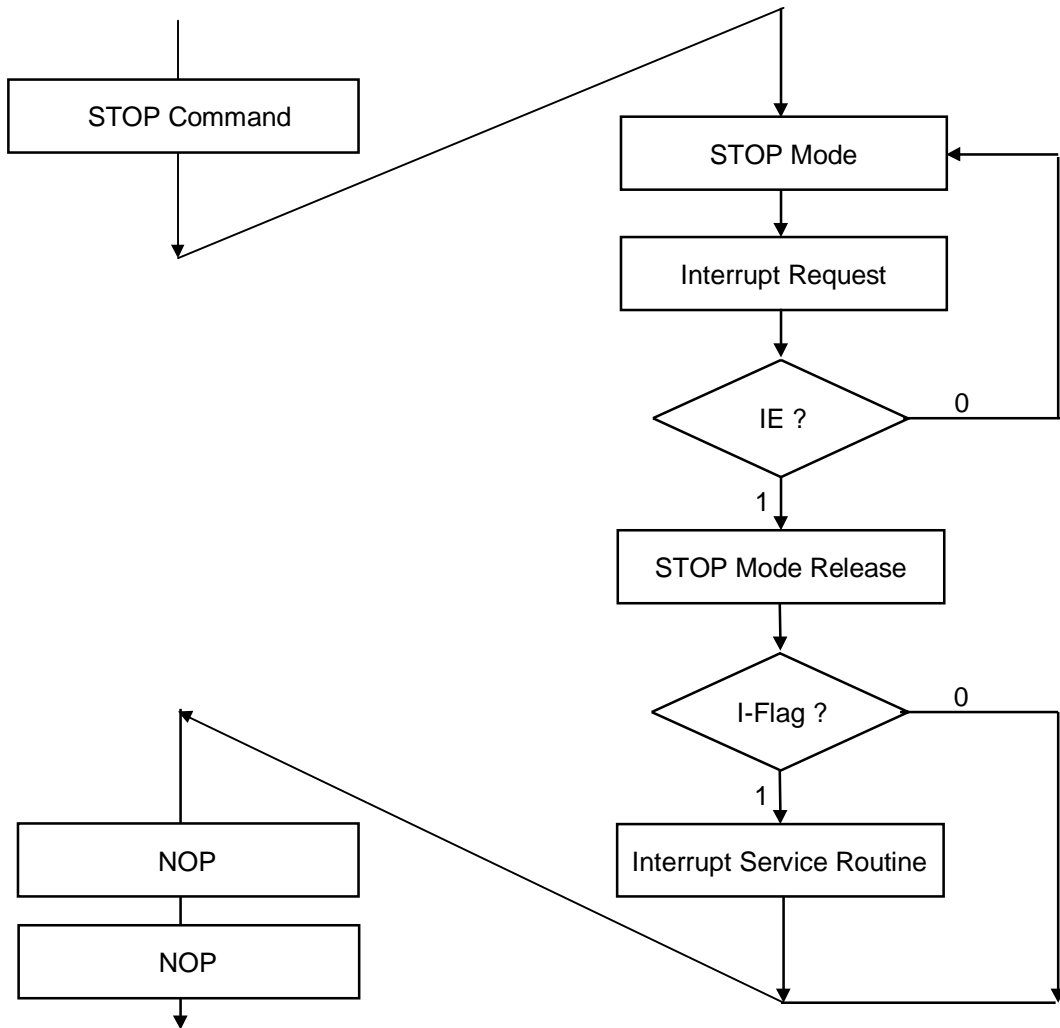 STOP Command
STOP Mode
Interrupt Request
IE ?
0
1
STOP Mode Release
I-Flag ?
0
1
Interrupt Service Routine
NOP
NOP